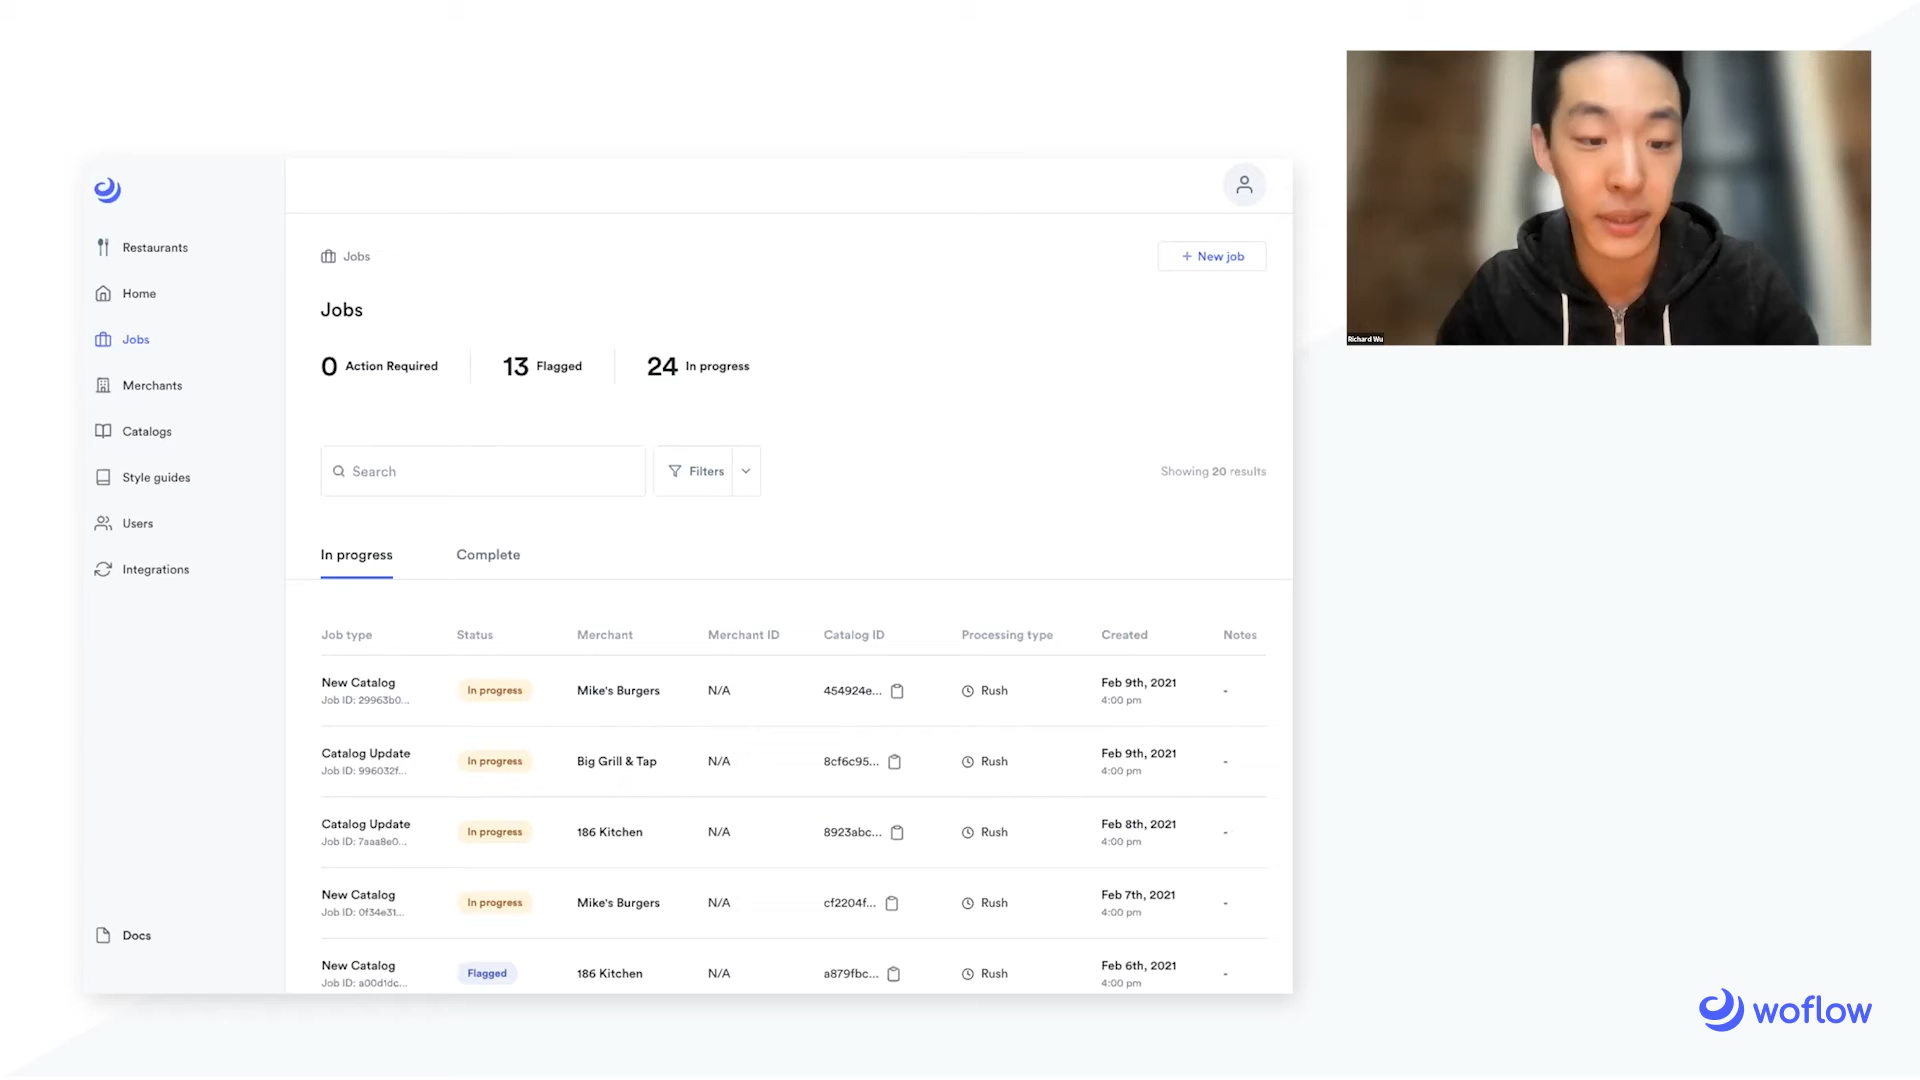 Richard Wu
Restaurants
Home
Jobs
Merchants
Catalogs
Style guides
Users
Integrations
Docs
Jobs
+ New job
Jobs
0 Action Required
13 Flagged
24 In progress
Search
Filters
Showing 20 results
In progress
Complete
Job type Status Merchant Merchant ID Catalog ID Processing type Created Notes
New Catalog In progress Mike's Burgers N/A 454924e... Rush Feb 9th, 2021 -
Job ID: 29963b0... 4:00 pm
Catalog Update In progress Big Grill & Tap N/A 8cf6c95... Rush Feb 9th, 2021 -
Job ID: 996032f... 4:00 pm
Catalog Update In progress 186 Kitchen N/A 8923abc... Rush Feb 8th, 2021 -
Job ID: 7aaa8e0... 4:00 pm
New Catalog In progress Mike's Burgers N/A cf2204f... Rush Feb 7th, 2021 -
Job ID: 0f34e31... 4:00 pm
New Catalog Flagged 186 Kitchen N/A a879fbc... Rush Feb 6th, 2021 -
Job ID: a00d1dc... 4:00 pm
woflow